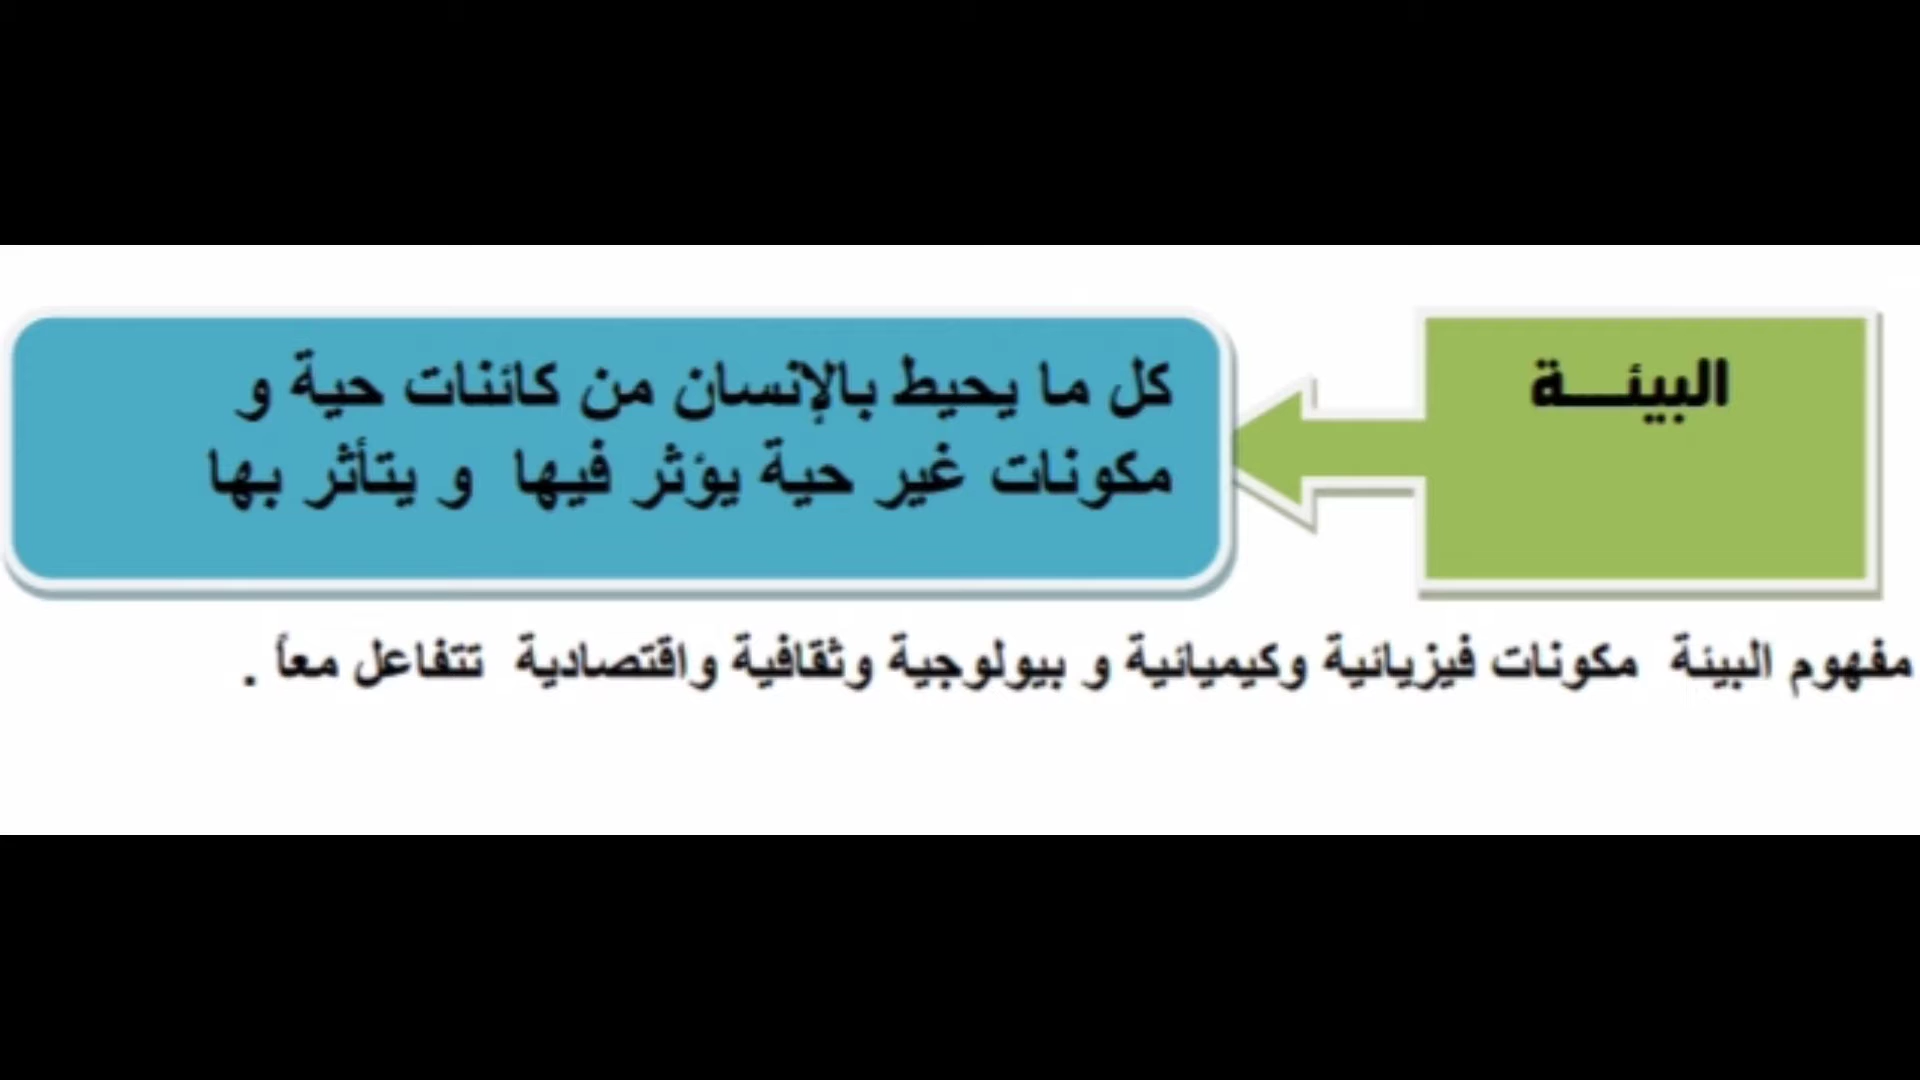 البيئـــة
كل ما يحيط بالإنسان من كائنات حية و
مكونات غير حية يؤثر فيها و يتأثر بها
مفهوم البيئة مكونات فيزيائية وكيميائية و بيولوجية وثقافية واقتصادية تتفاعل معاً .